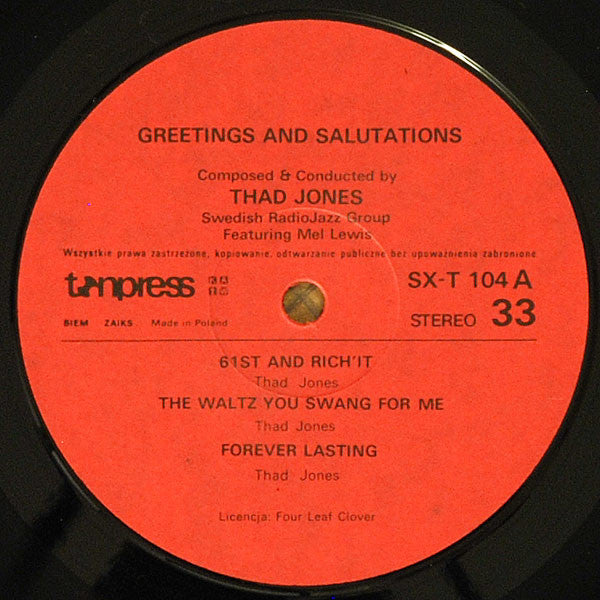 GREETINGS AND SALUTATIONS
Composed & Conducted by
THAD JONES
Swedish RadioJazz Group
Featuring Mel Lewis
Wszystkie prawa zastrzeżone, kopiowanie, odtwarzanie publiczne bez upoważnienia zabronione
tonpress KAW SX-T 104 A
STEREO 33
BIEM ZAIKS Made in Poland
61ST AND RICH'IT
Thad Jones
THE WALTZ YOU SWANG FOR ME
Thad Jones
FOREVER LASTING
Thad Jones
Licencja: Four Leaf Clover